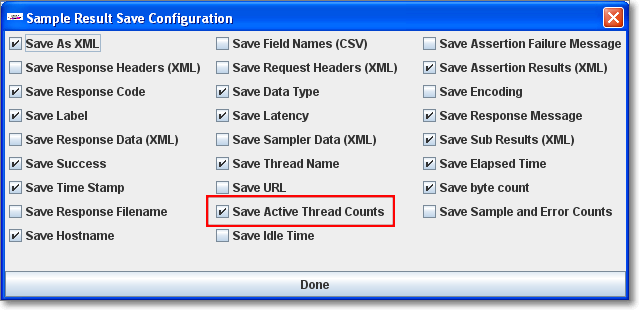 Sample Result Save Configuration
Save As XML Save Field Names (CSV) Save Assertion Failure Message
Save Response Headers (XML) Save Request Headers (XML) Save Assertion Results (XML)
Save Response Code Save Data Type Save Encoding
Save Label Save Latency Save Response Message
Save Response Data (XML) Save Sampler Data (XML) Save Sub Results (XML)
Save Success Save Thread Name Save Elapsed Time
Save Time Stamp Save URL Save byte count
Save Response Filename Save Active Thread Counts Save Sample and Error Counts
Save Hostname Save Idle Time
Done